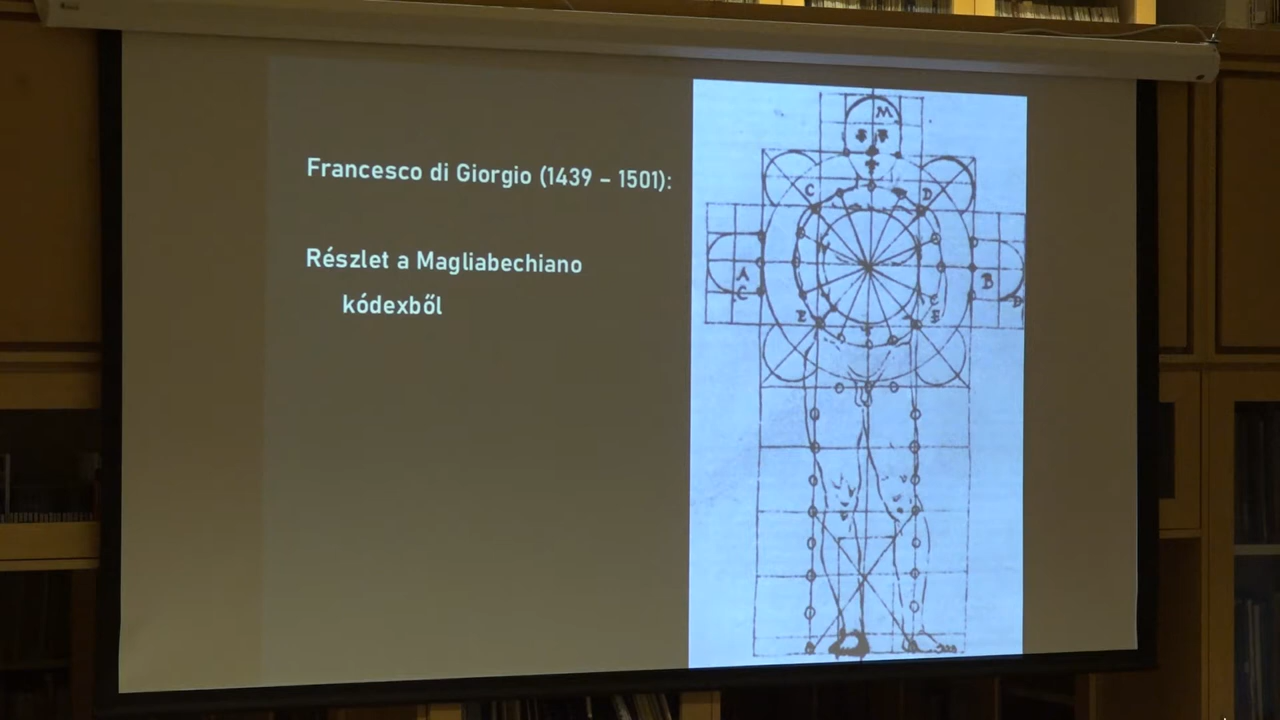 Francesco di Giorgio (1439 – 1501):
Részlet a Magliabechiano
kódexből
M
C D
A B
C D
E E